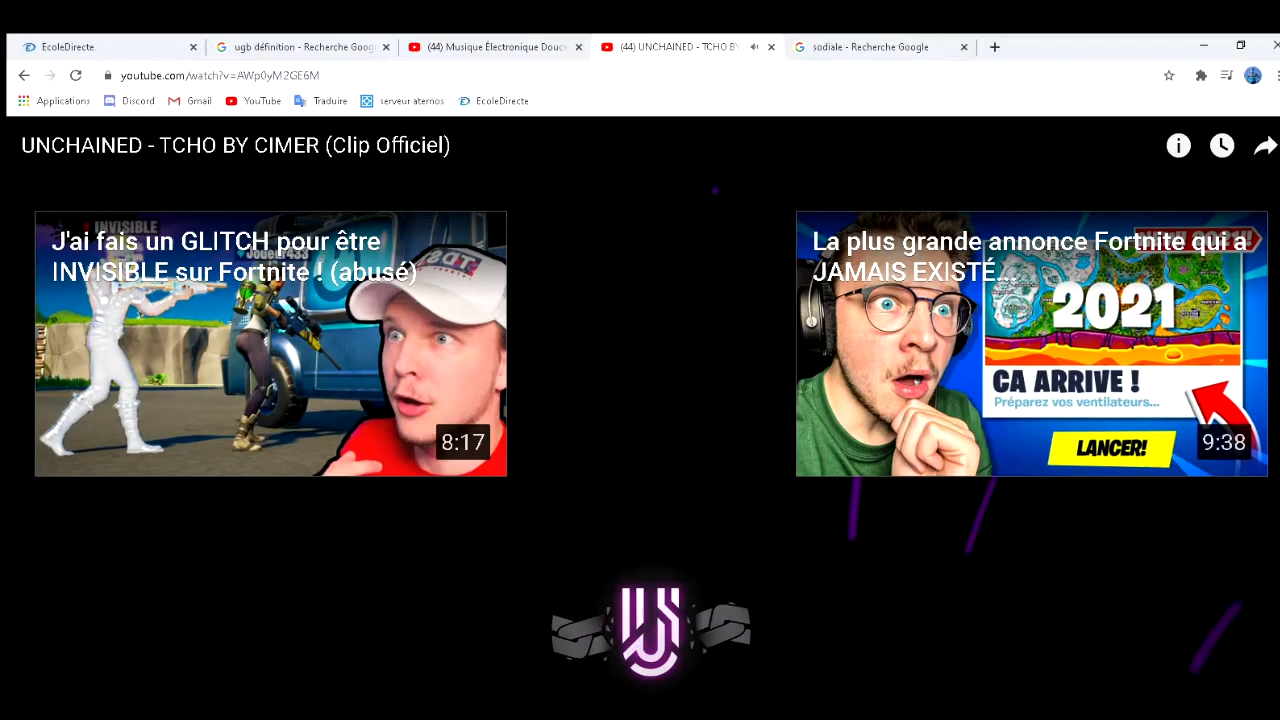 EcoleDirecte
ugb définition - Recherche Goog
(44) Musique Électronique Douce
(44) UNCHAINED - TCHO BY
sodiale - Recherche Google
youtube.com/watch?v=AWp0yM2GE6M
Applications Discord Gmail YouTube Traduire serveur aternos EcoleDirecte
UNCHAINED - TCHO BY CIMER (Clip Officiel)
INVISIBLE
J'ai fais un GLITCH pour être
INVISIBLE sur Fortnite ! (abusé)
8:17
La plus grande annonce Fortnite qui a
JAMAIS EXISTÉ...
2021
CA ARRIVE !
Préparez vos ventilateurs...
LANCER!
9:38